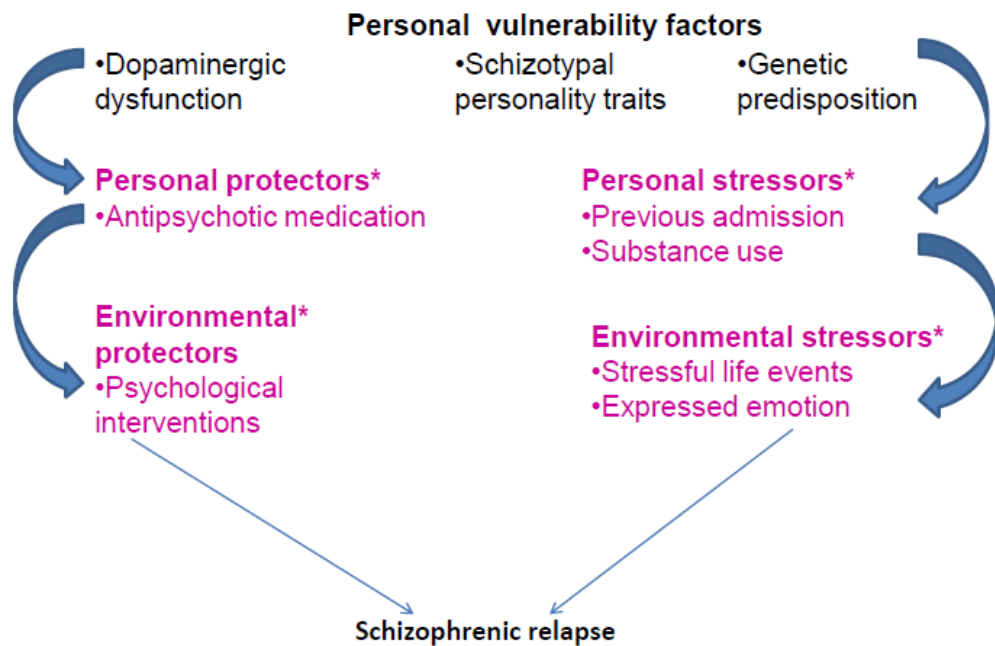 Personal  vulnerability factors
•Dopaminergic
dysfunction
•Schizotypal
personality traits
•Genetic
predisposition
Personal protectors*
•Antipsychotic medication
Personal stressors*
•Previous admission
•Substance use
Environmental*
protectors
•Psychological
interventions
Environmental stressors*
•Stressful life events
•Expressed emotion
Schizophrenic relapse